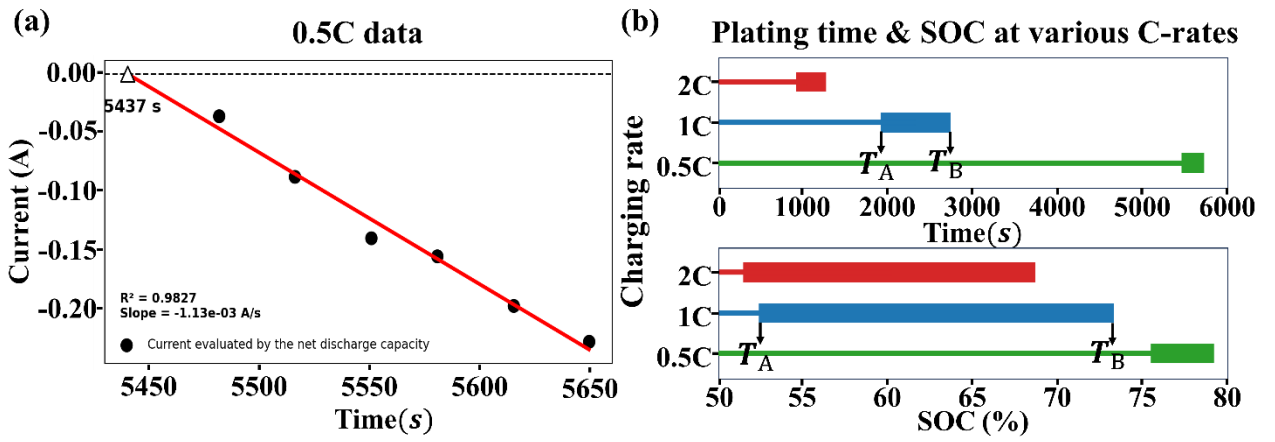 (a)
0.5C data
0.00
-0.05
-0.10
-0.15
-0.20
Current (A)
5437 s
R² = 0.9827
Slope = -1.13e-03 A/s
Current evaluated by the net discharge capacity
5450 5500 5550 5600 5650
Time(s)
(b)
Plating time & SOC at various C-rates
Charging rate
2C
1C
0.5C
T_A T_B
0 1000 2000 3000 4000 5000 6000
Time(s)
2C
1C
0.5C
T_A T_B
50 55 60 65 70 75 80
SOC (%)